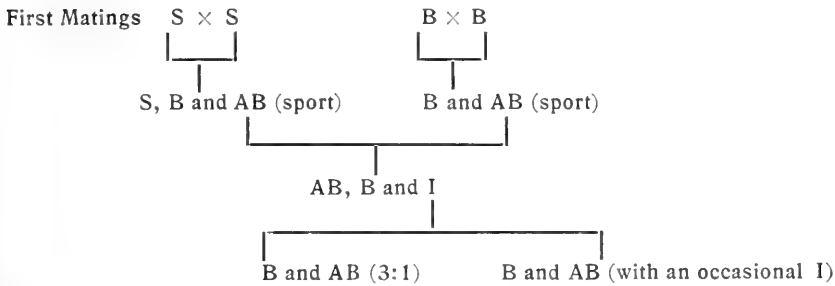 First Matings S × S B × B
S, B and AB (sport) B and AB (sport)
AB, B and I
B and AB (3:1) B and AB (with an occasional I)